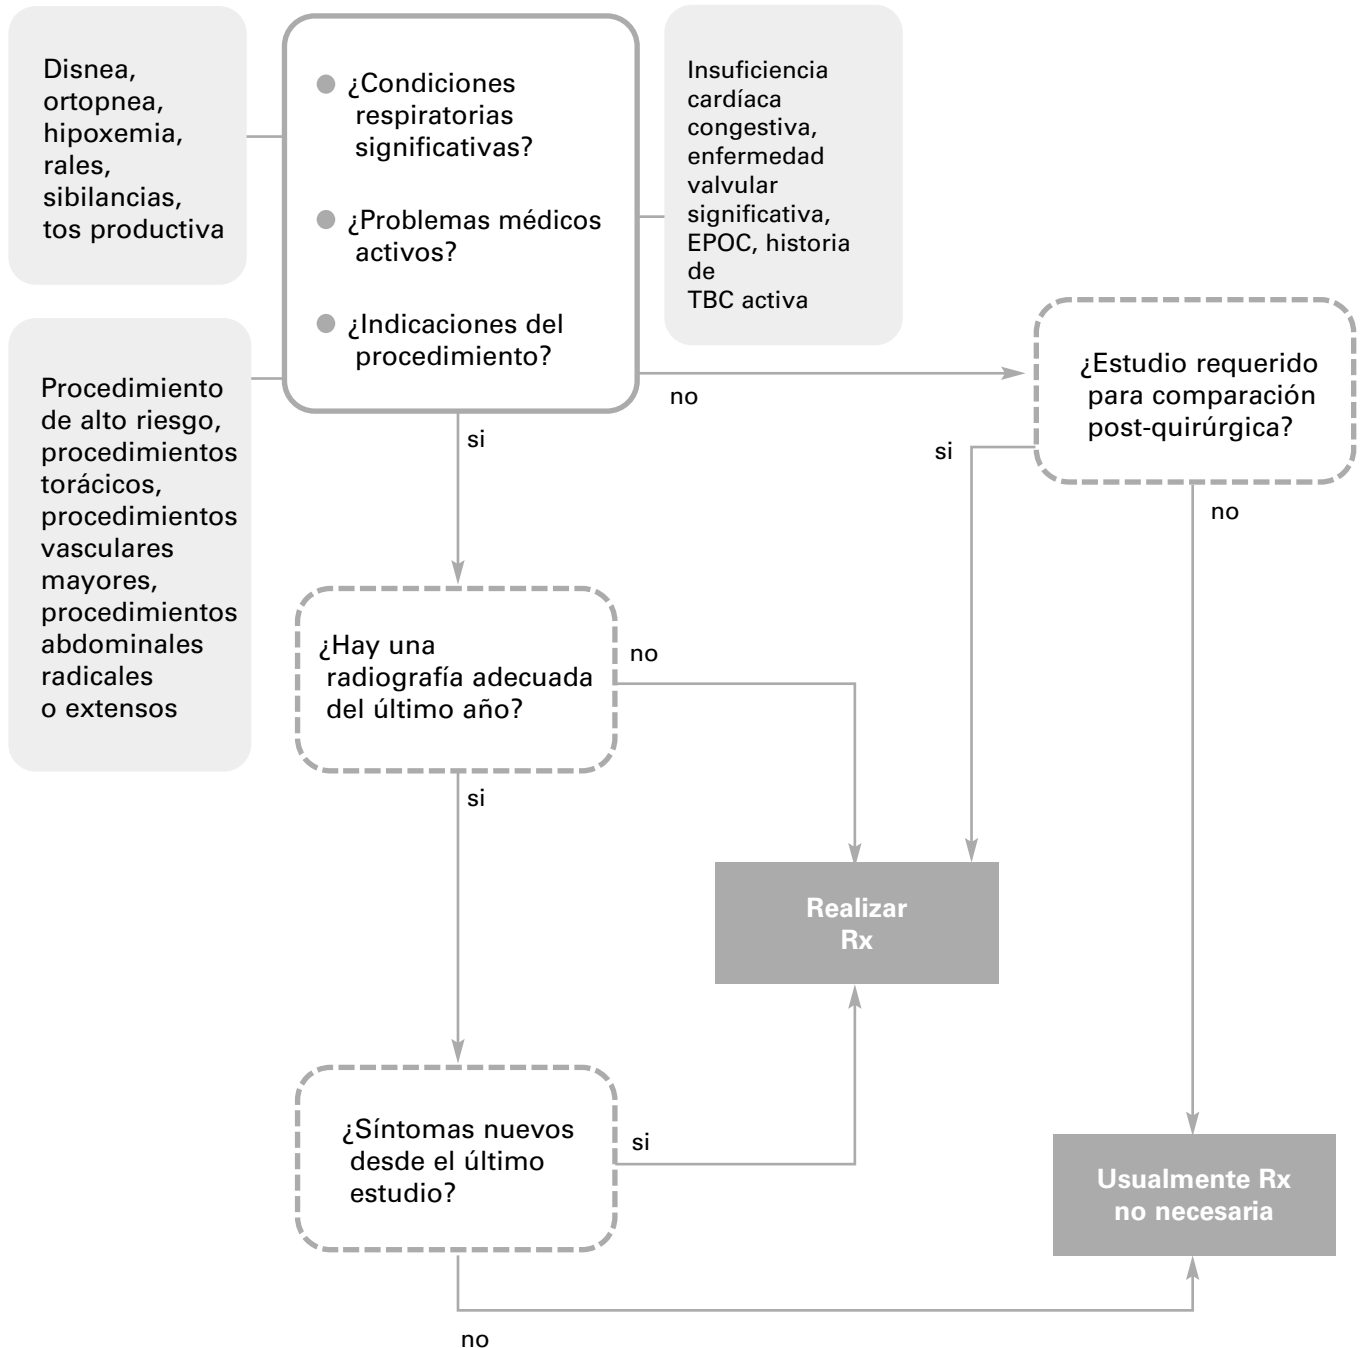 Disnea,
ortopnea,
hipoxemia,
rales,
sibilancias,
tos productiva
¿Condiciones
respiratorias
significativas?
¿Problemas médicos
activos?
¿Indicaciones del
procedimiento?
Insuficiencia
cardíaca
congestiva,
enfermedad
valvular
significativa,
EPOC, historia
de
TBC activa
Procedimiento
de alto riesgo,
procedimientos
torácicos,
procedimientos
vasculares
mayores,
procedimientos
abdominales
radicales
o extensos
no
¿Estudio requerido
para comparación
post-quirúrgica?
si
si
no
¿Hay una
radiografía adecuada
del último año?
no
si
Realizar
Rx
¿Síntomas nuevos
desde el último
estudio?
si
Usualmente Rx
no necesaria
no